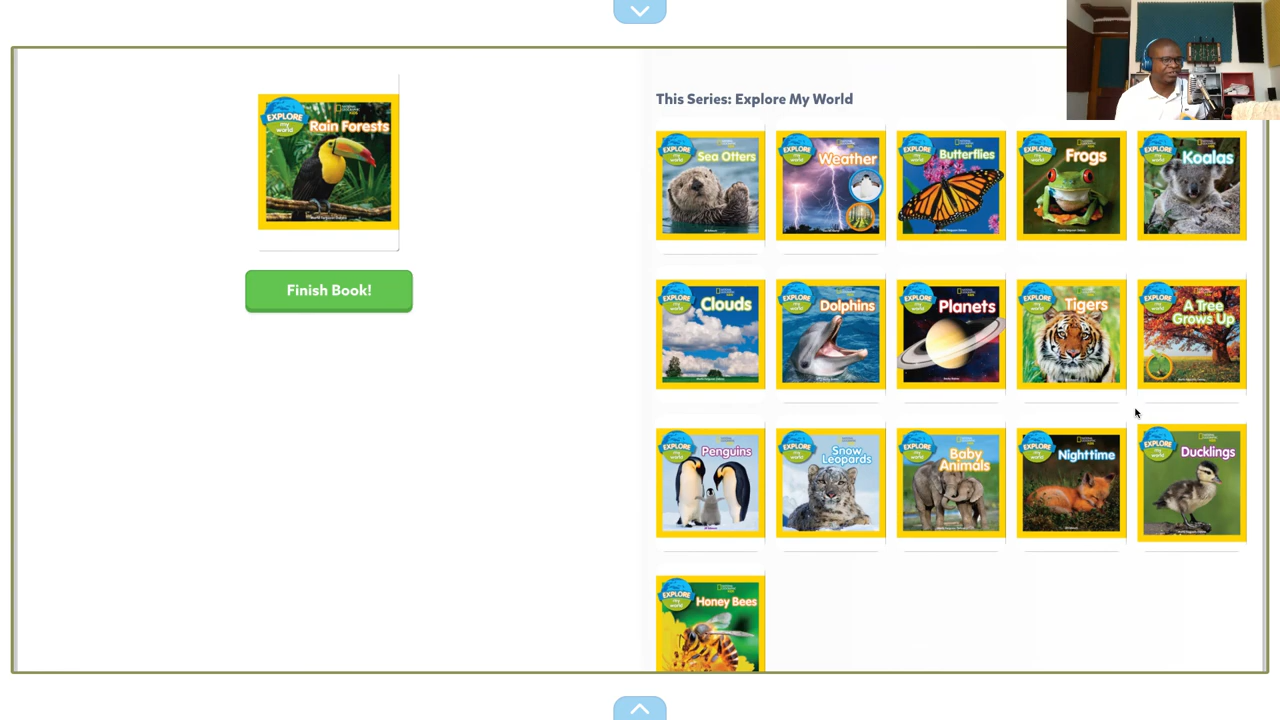 EXPLORE
my
world
NATIONAL
GEOGRAPHIC
KiDS
Rain Forests
Finish Book!
This Series: Explore My World
EXPLORE
my
world
Sea Otters
EXPLORE
my
world
Weather
EXPLORE
my
world
Butterflies
EXPLORE
my
world
Frogs
EXPLORE
my
world
Koalas
EXPLORE
my
world
Clouds
EXPLORE
my
world
Dolphins
EXPLORE
my
world
Planets
EXPLORE
my
world
Tigers
EXPLORE
my
world
A Tree
Grows Up
EXPLORE
my
world
Penguins
EXPLORE
my
world
Snow
Leopards
EXPLORE
my
world
Baby
Animals
EXPLORE
my
world
Nighttime
EXPLORE
my
world
Ducklings
EXPLORE
my
world
Honey Bees